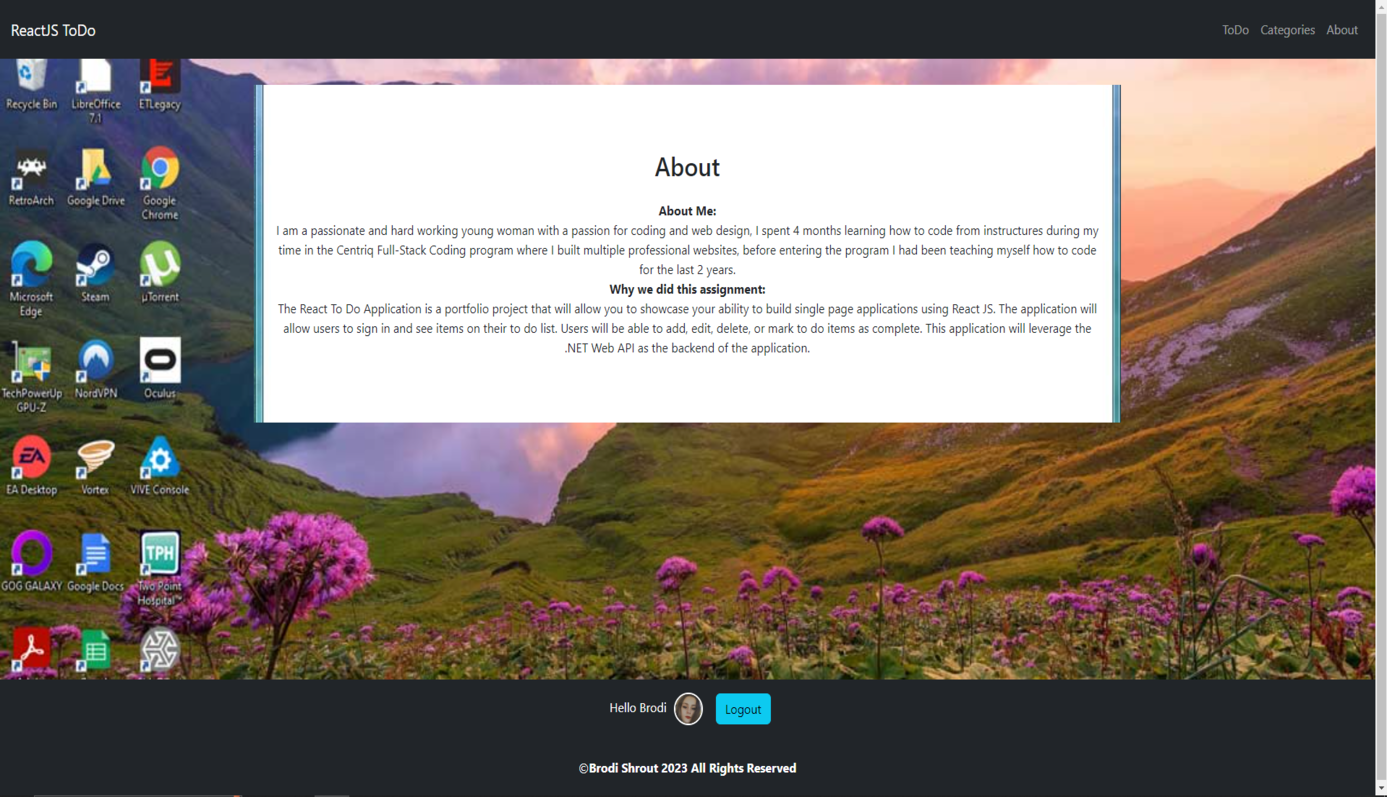 ReactJS ToDo
ToDo Categories About
Recycle Bin
LibreOffice
7.1
ETLegacy
RetroArch
Google Drive
Google
Chrome
Microsoft
Edge
Steam
µTorrent
TechPowerUp
GPU-Z
NordVPN
Oculus
EA
EA Desktop
Vortex
VIVE Console
GOG GALAXY
Google Docs
TPH
Two Point
Hospital™
About
About Me:
I am a passionate and hard working young woman with a passion for coding and web design, I spent 4 months learning how to code from instructures during my
time in the Centriq Full-Stack Coding program where I built multiple professional websites, before entering the program I had been teaching myself how to code
for the last 2 years.
Why we did this assignment:
The React To Do Application is a portfolio project that will allow you to showcase your ability to build single page applications using React JS. The application will
allow users to sign in and see items on their to do list. Users will be able to add, edit, delete, or mark to do items as complete. This application will leverage the
.NET Web API as the backend of the application.
Hello Brodi
Logout
©Brodi Shrout 2023 All Rights Reserved